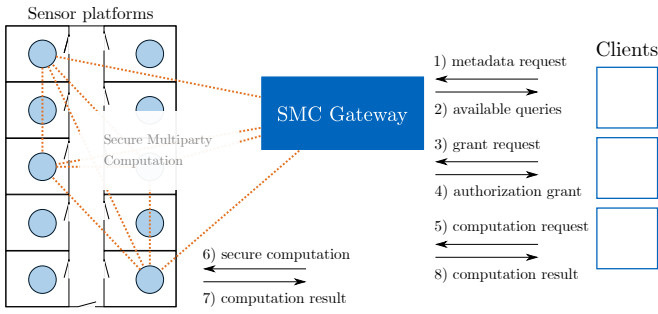 Sensor platforms
Clients
SMC Gateway
Secure Multiparty
Computation
1) metadata request
2) available queries
3) grant request
4) authorization grant
5) computation request
8) computation result
6) secure computation
7) computation result